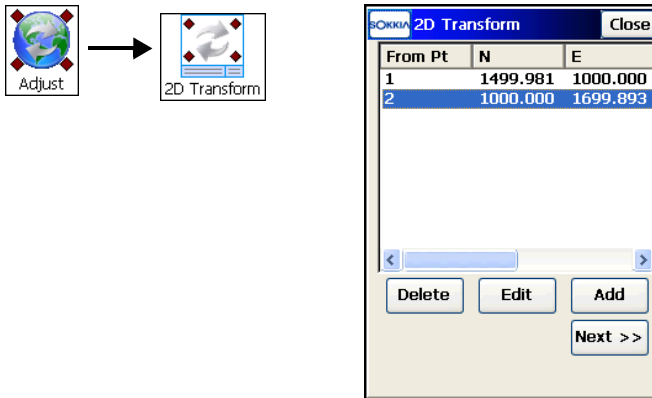 Adjust
2D Transform
SOKKIA 2D Transform Close
From Pt N E
1 1499.981 1000.000
2 1000.000 1699.893
Delete Edit Add
Next >>